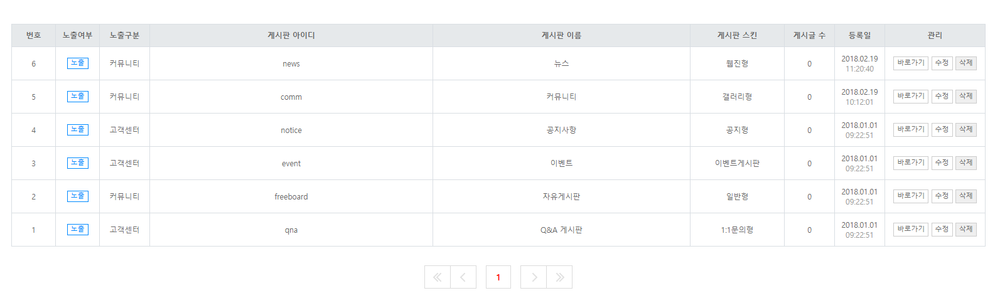 번호 노출여부 노출구분 게시판 아이디 게시판 이름 게시판 스킨 게시글 수 등록일 관리
6 노출 커뮤니티 news 뉴스 웹진형 0 2018.02.19 11:20:40 바로가기 수정 삭제
5 노출 커뮤니티 comm 커뮤니티 갤러리형 0 2018.02.19 10:12:01 바로가기 수정 삭제
4 노출 고객센터 notice 공지사항 공지형 0 2018.01.01 09:22:51 바로가기 수정 삭제
3 노출 고객센터 event 이벤트 이벤트게시판 0 2018.01.01 09:22:51 바로가기 수정 삭제
2 노출 커뮤니티 freeboard 자유게시판 일반형 0 2018.01.01 09:22:51 바로가기 수정 삭제
1 노출 고객센터 qna Q&A 게시판 1:1문의형 0 2018.01.01 09:22:51 바로가기 수정 삭제
1